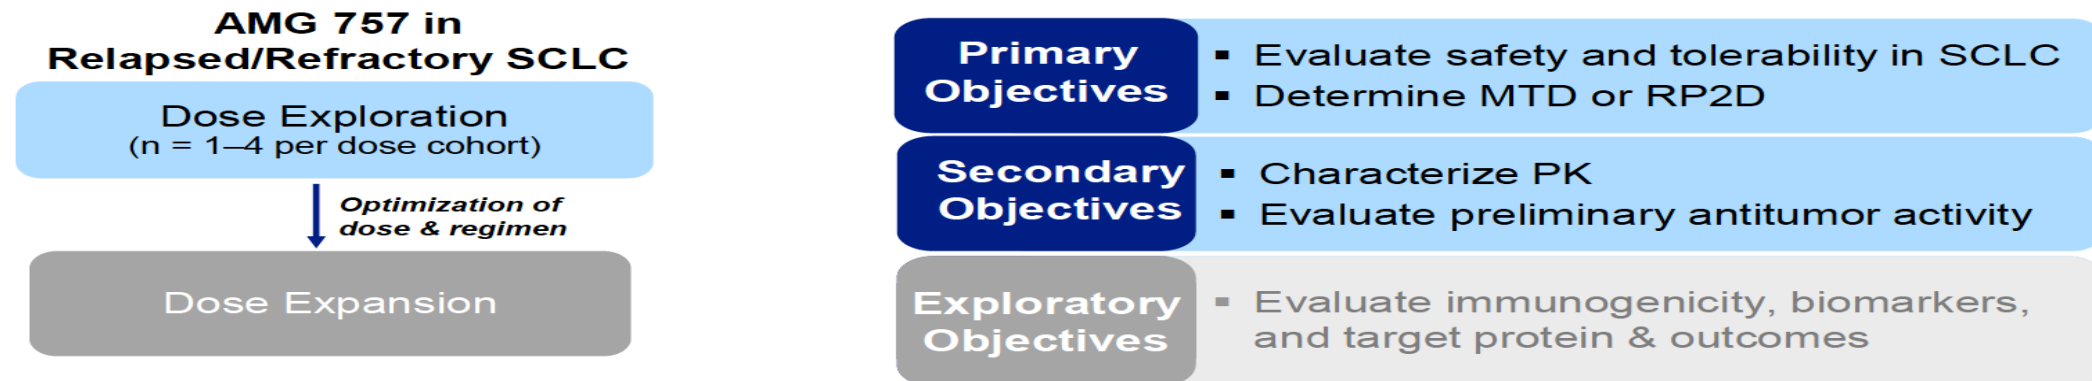 AMG 757 in
Relapsed/Refractory SCLC
Dose Exploration
(n = 1–4 per dose cohort)
Optimization of
dose & regimen
Dose Expansion
Primary
Objectives
▪ Evaluate safety and tolerability in SCLC
▪ Determine MTD or RP2D
Secondary
Objectives
▪ Characterize PK
▪ Evaluate preliminary antitumor activity
Exploratory
Objectives
▪ Evaluate immunogenicity, biomarkers,
and target protein & outcomes